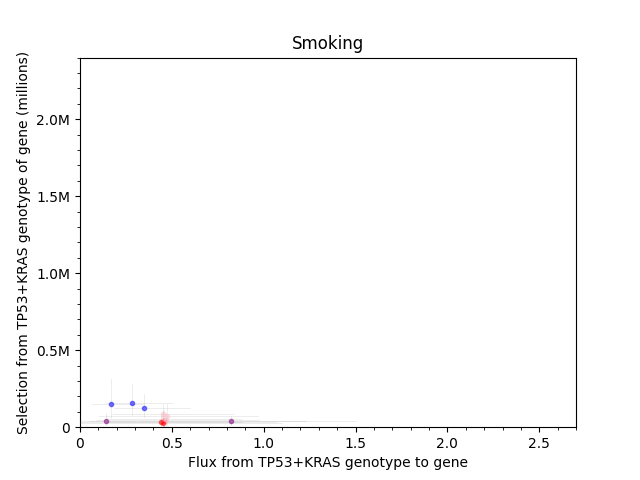 Smoking
Selection from TP53+KRAS genotype of gene (millions)
2.0M
1.5M
1.0M
0.5M
0
0 0.5 1.0 1.5 2.0 2.5
Flux from TP53+KRAS genotype to gene